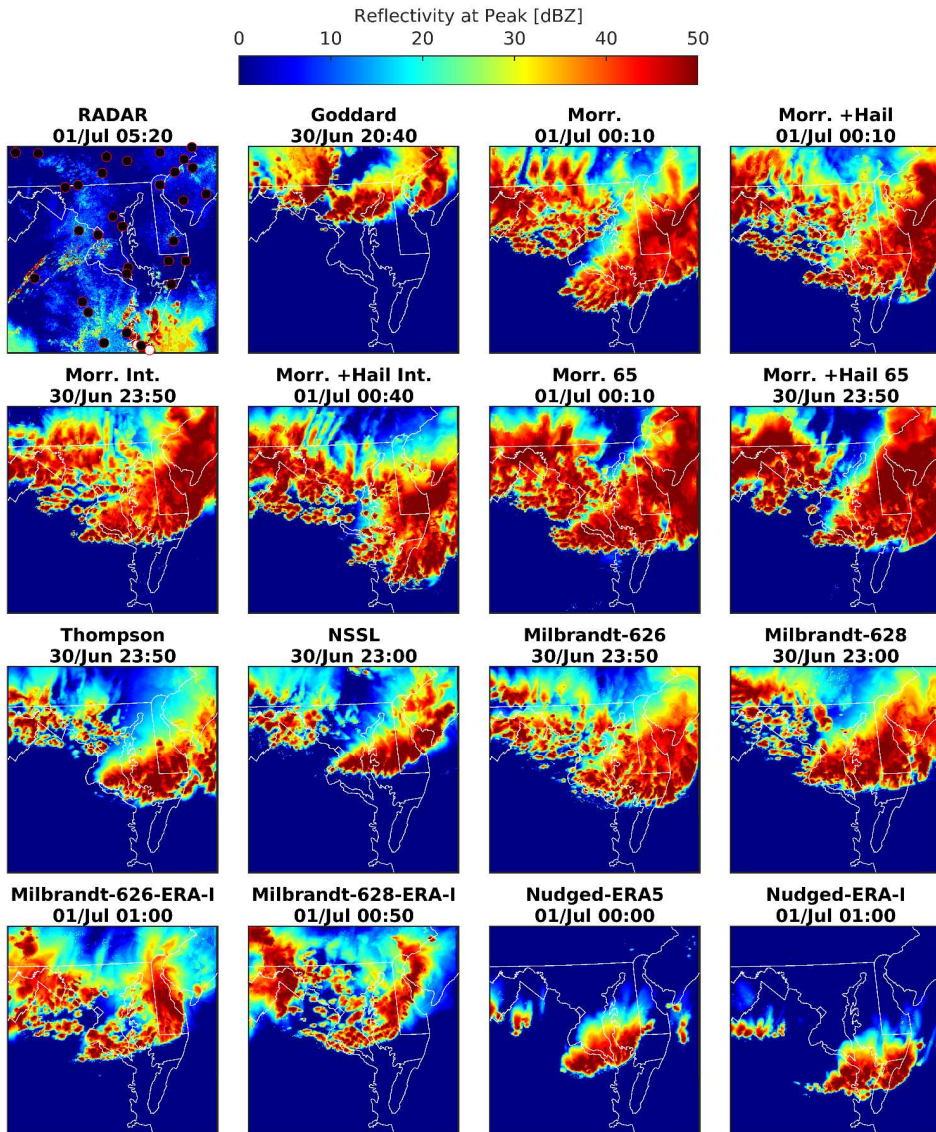 Reflectivity at Peak [dBZ]
0 10 20 30 40 50
RADAR
01/Jul 05:20
Goddard
30/Jun 20:40
Morr.
01/Jul 00:10
Morr. +Hail
01/Jul 00:10
Morr. Int.
30/Jun 23:50
Morr. +Hail Int.
01/Jul 00:40
Morr. 65
01/Jul 00:10
Morr. +Hail 65
30/Jun 23:50
Thompson
30/Jun 23:50
NSSL
30/Jun 23:00
Milbrandt-626
30/Jun 23:50
Milbrandt-628
30/Jun 23:00
Milbrandt-626-ERA-I
01/Jul 01:00
Milbrandt-628-ERA-I
01/Jul 00:50
Nudged-ERA5
01/Jul 00:00
Nudged-ERA-I
01/Jul 01:00